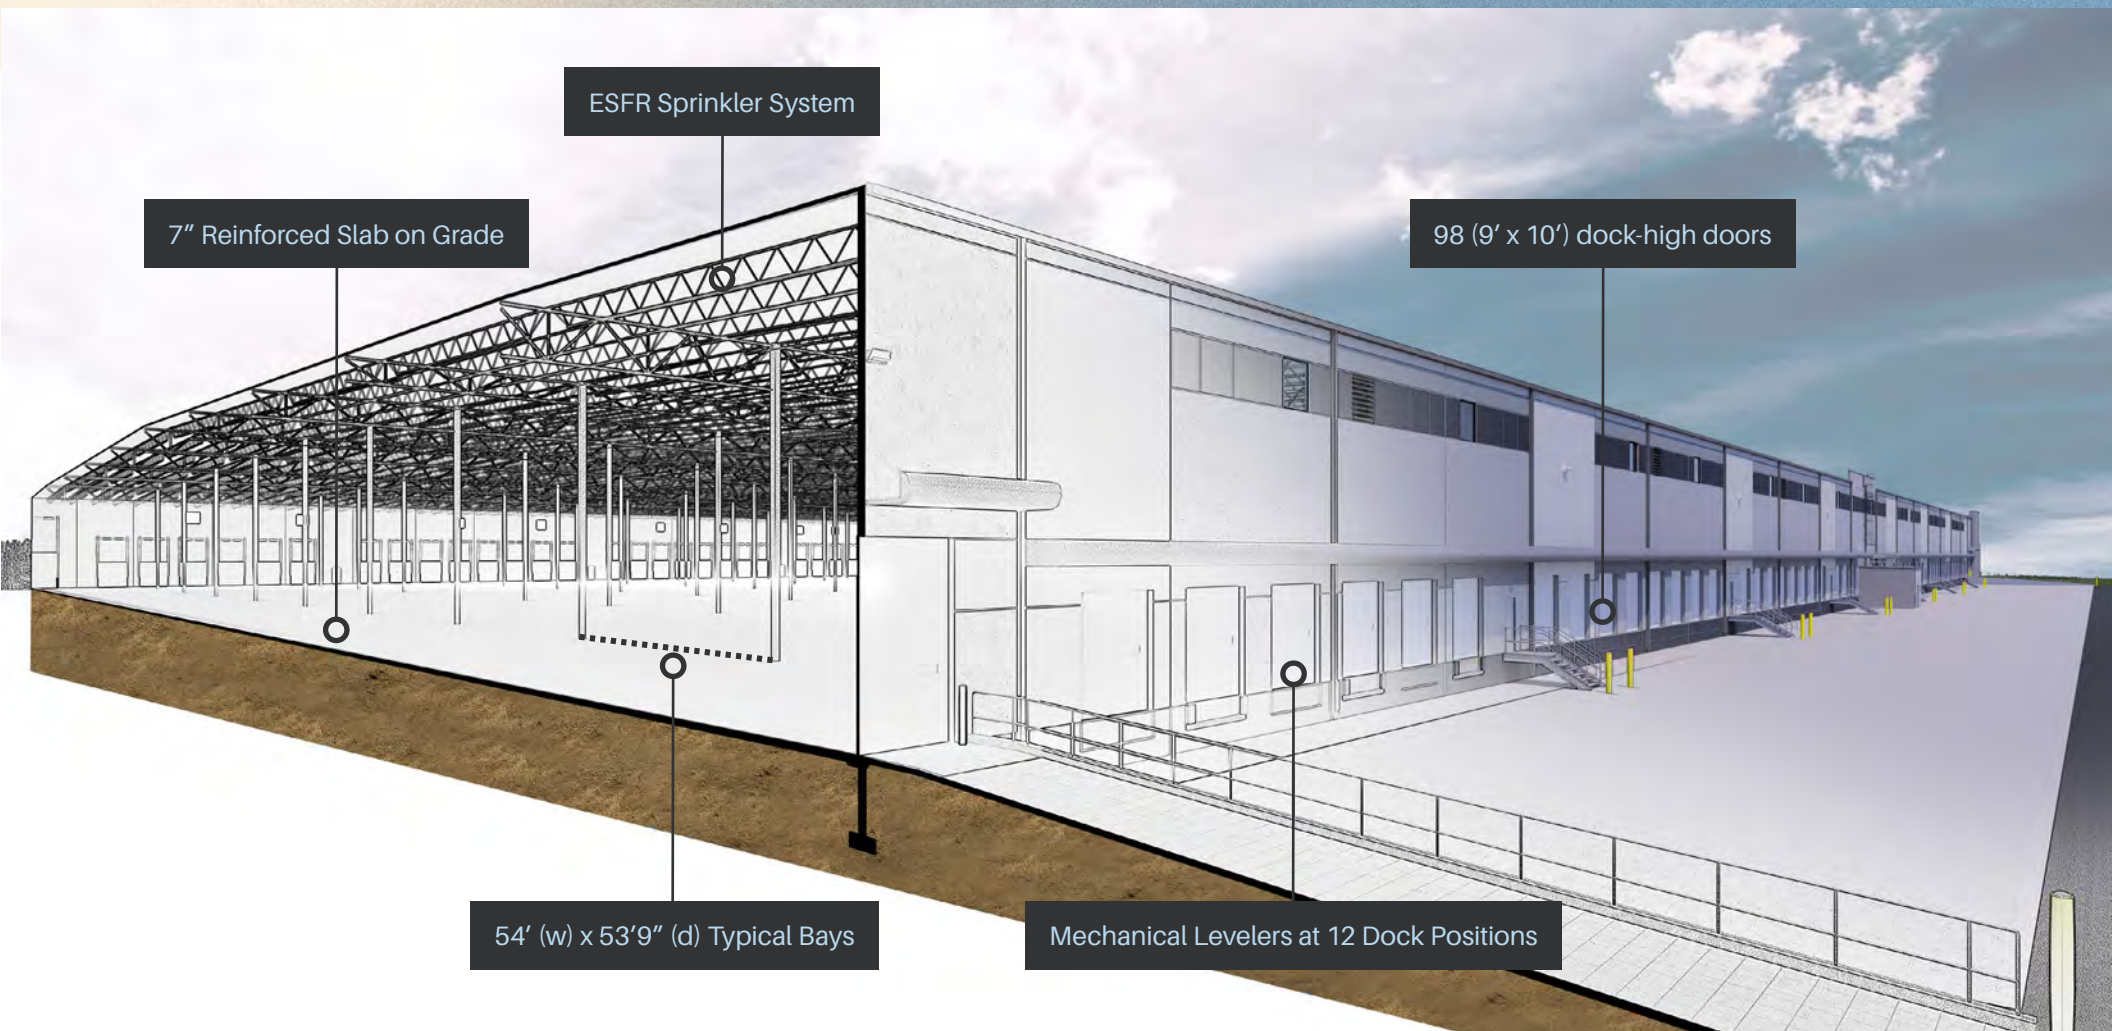 ESFR Sprinkler System
7” Reinforced Slab on Grade
98 (9’ x 10’) dock-high doors
54’ (w) x 53’9” (d) Typical Bays
Mechanical Levelers at 12 Dock Positions